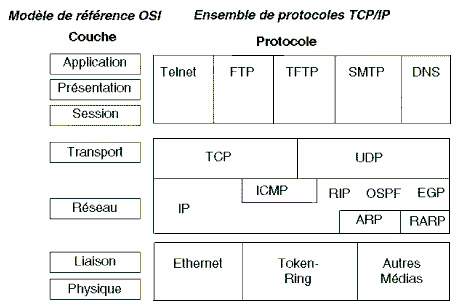 Modèle de référence OSI Ensemble de protocoles TCP/IP
Couche Protocole
Application
Présentation
Session
Telnet FTP TFTP SMTP DNS
Transport TCP UDP
Réseau IP ICMP RIP OSPF EGP
ARP RARP
Liaison
Physique
Ethernet Token-
Ring Autres
Médias